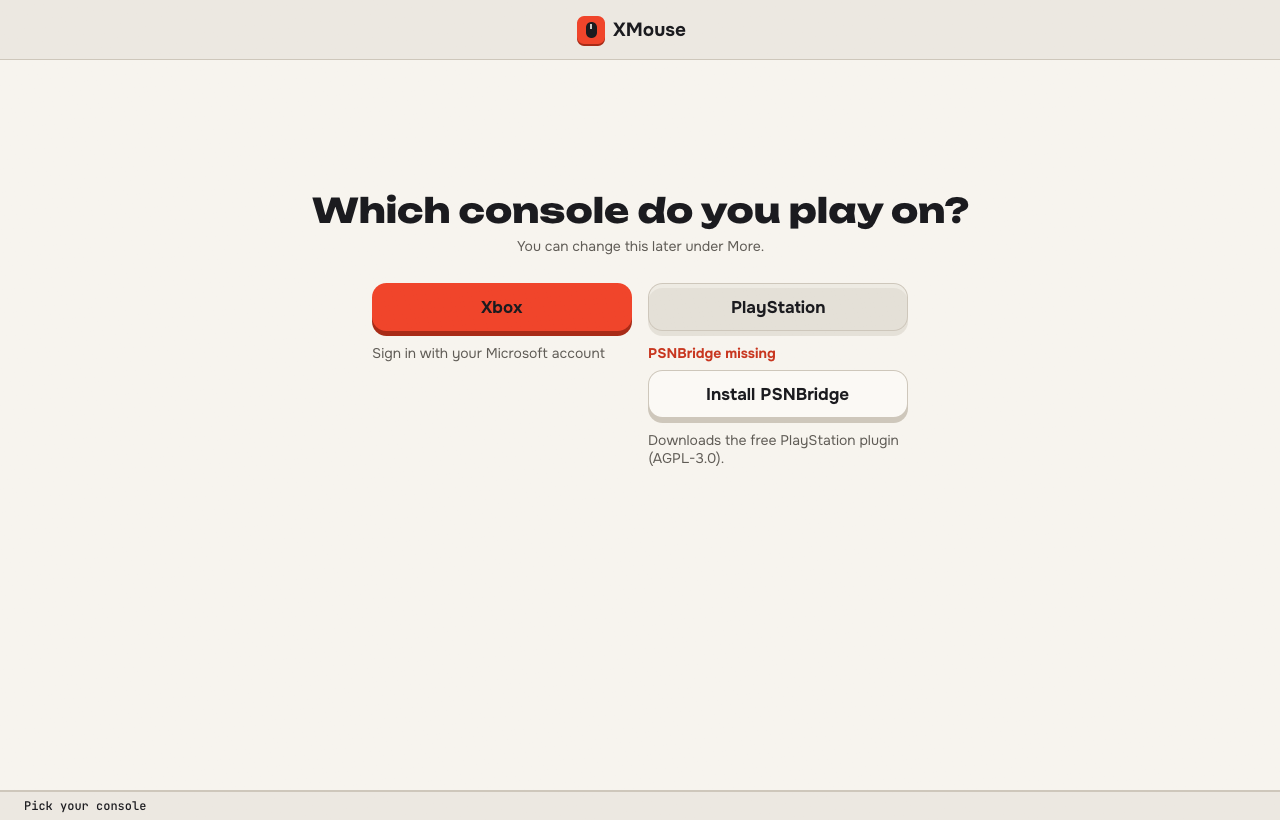 XMouse
Which console do you play on?
You can change this later under More.
Xbox
Sign in with your Microsoft account
PlayStation
PSNBridge missing
Install PSNBridge
Downloads the free PlayStation plugin
(AGPL-3.0).
Pick your console